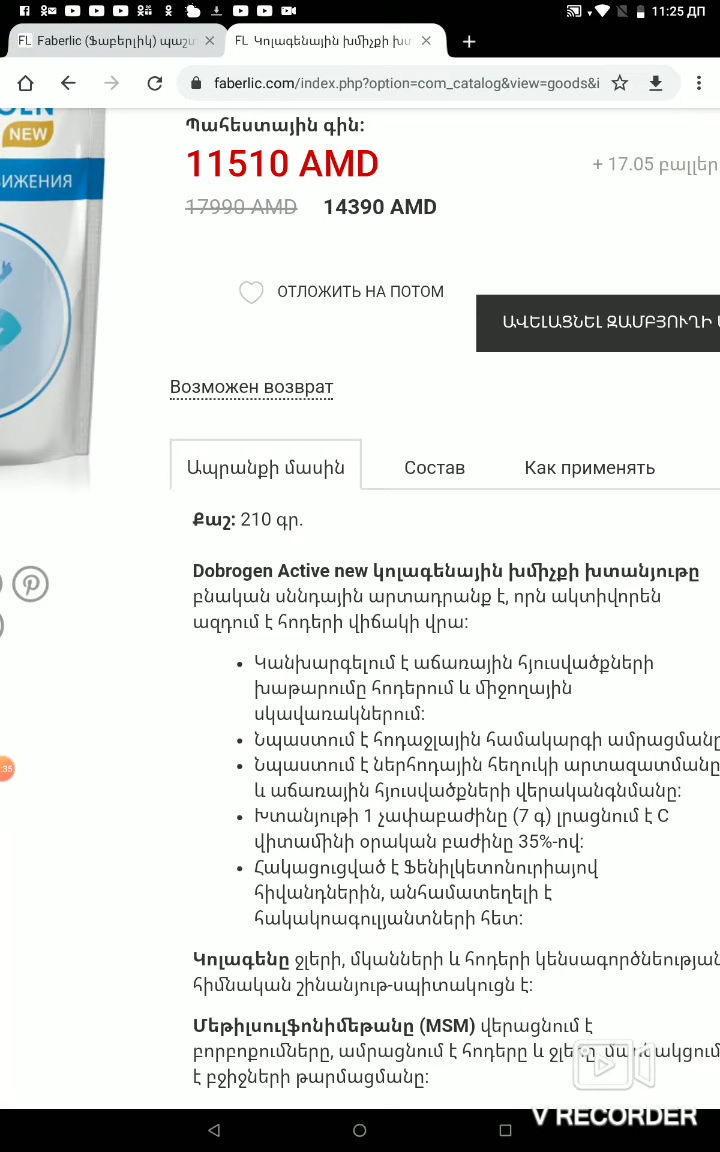 11:25 ԴՊ
FL Faberlic (Ֆաբերլիկ) պաշտ
FL Կոլագենային խմիչքի խտ
faberlic.com/index.php?option=com_catalog&view=goods&i
NEW
ИЖЕНИЯ
Պահեստային գին:
11510 AMD
+ 17.05 բալլեր
17990 AMD 14390 AMD
ОТЛОЖИТЬ НА ПОТОМ
ԱՎԵԼԱՑՆԵԼ ԶԱՄԲՅՈՒՂԻ
Возможен возврат
Ապրանքի մասին Состав Как применять
Քաշ: 210 գր.
Dobrogen Active new կոլագենային խմիչքի խտանյութը
բնական սննդային արտադրանք է, որն ակտիվորեն
ազդում է հոդերի վիճակի վրա:
• Կանխարգելում է աճառային հյուսվածքների
խաթարումը հոդերում և միջողային
սկավառակներում:
• Նպաստում է հոդաջլային համակարգի ամրացմանը
• Նպաստում է ներհոդային հեղուկի արտազատմանը
և աճառային հյուսվածքների վերականգնմանը:
• Խտանյութի 1 չափաբաժինը (7 գ) լրացնում է C
վիտամինի օրական բաժինը 35%-ով:
• Հակացուցված է Ֆենիլկետոնուրիայով
հիվանդներին, անհամատեղելի է
հակակոագուլյանտների հետ:
Կոլագենը ջլերի, մկանների և հոդերի կենսագործնեության
հիմնական շինանյութ-սպիտակուցն է:
Մեթիլսուլֆոնիմեթանը (MSM) վերացնում է
բորբոքումները, ամրացնում է հոդերը և ջլերը
է բջիջների թարմացմանը:
V RECORDER